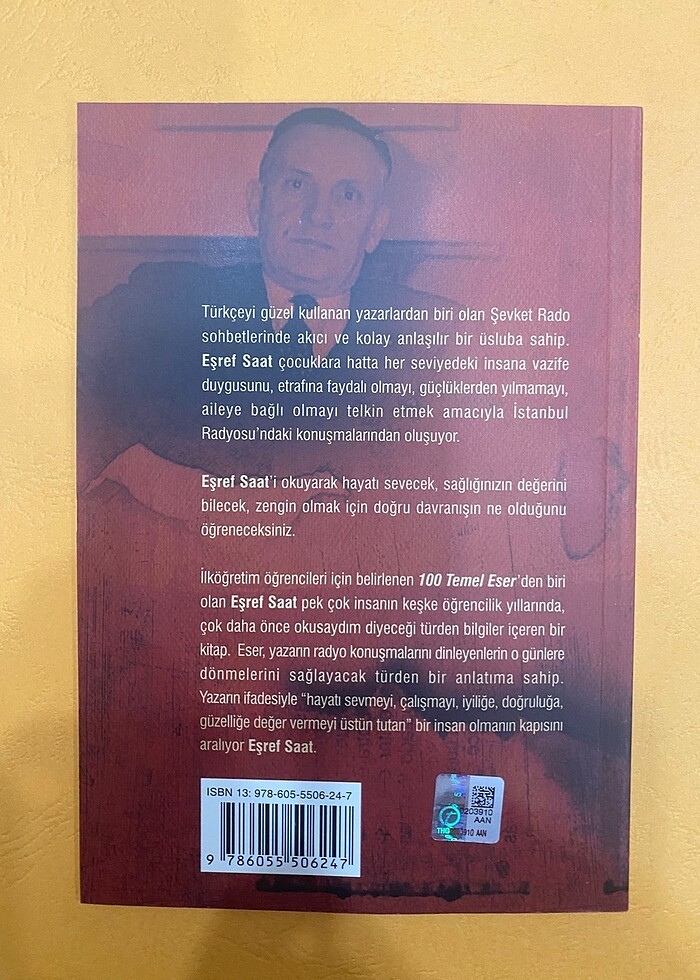 Türkçeyi güzel kullanan yazarlardan biri olan Şevket Rado
sohbetlerinde akıcı ve kolay anlaşılır bir üsluba sahip.
Eşref Saat çocuklara hatta her seviyedeki insana vazife
duygusunu, etrafına faydalı olmayı, güçlüklerden yılmamayı,
aileye bağlı olmayı telkin etmek amacıyla İstanbul
Radyosu'ndaki konuşmalarından oluşuyor.
Eşref Saat'i okuyarak hayatı sevecek, sağlığınızın değerini
bilecek, zengin olmak için doğru davranışın ne olduğunu
öğreneceksiniz.
İlköğretim öğrencileri için belirlenen 100 Temel Eser'den biri
olan Eşref Saat pek çok insanın keşke öğrencilik yıllarında,
çok daha önce okusaydım diyeceği türden bilgiler içeren bir
kitap. Eser, yazarın radyo konuşmalarını dinleyenlerin o günlere
dönmelerini sağlayacak türden bir anlatıma sahip.
Yazarın ifadesiyle “hayatı sevmeyi, çalışmayı, iyiliğe, doğruluğa,
güzelliğe değer vermeyi üstün tutan” bir insan olmanın kapısını
aralıyor Eşref Saat.
ISBN 13: 978-605-5506-24-7
9 786055 506247
203910
AAN
3910 AAN